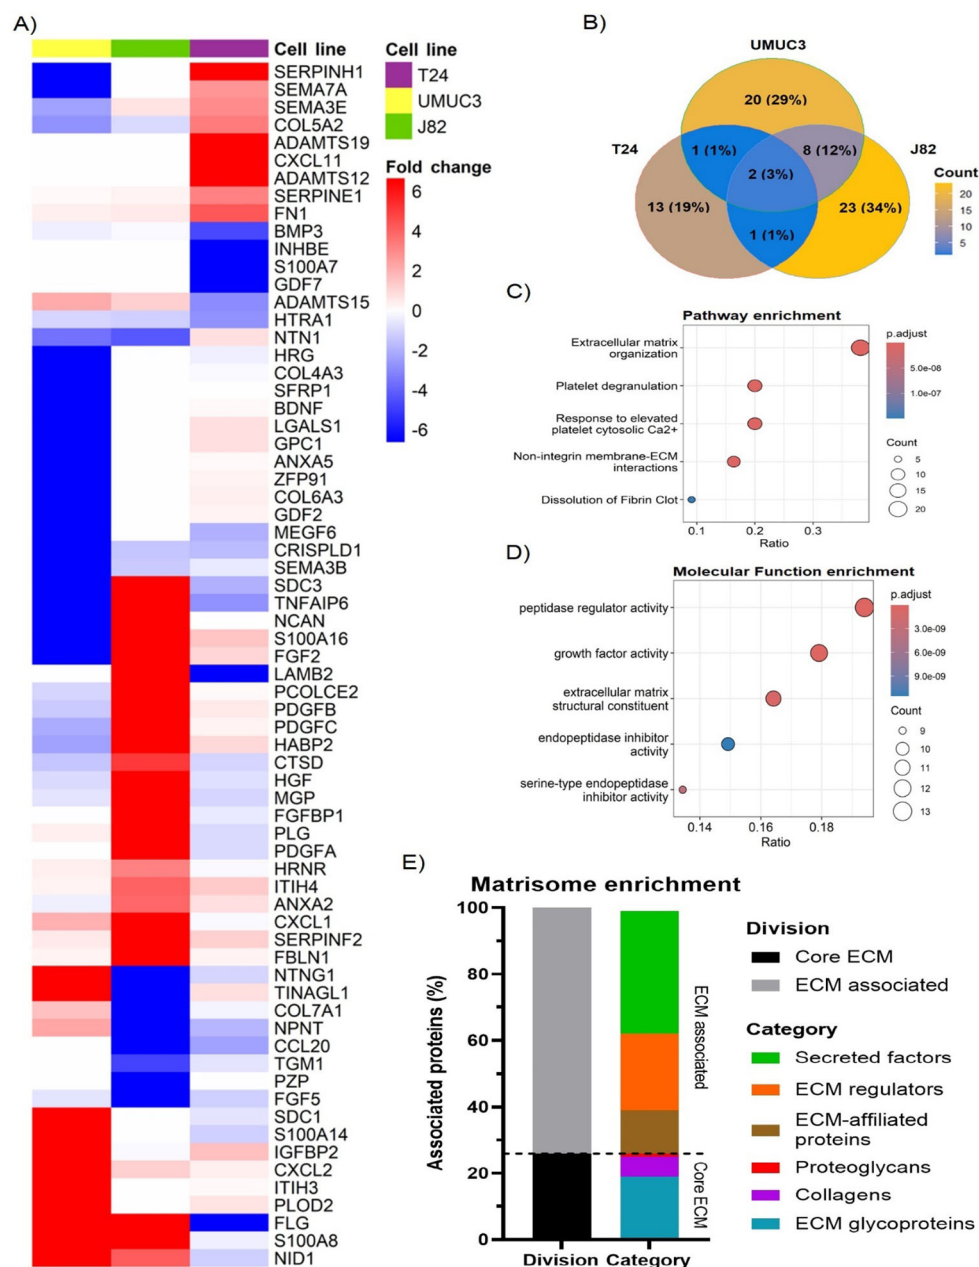 A)
Cell line
SERPINH1
SEMA7A
SEMA3E
COL5A2
ADAMTS19
CXCL11
ADAMTS12
SERPINE1
FN1
BMP3
INHBE
S100A7
GDF7
ADAMTS15
HTRA1
NTN1
HRG
COL4A3
SFRP1
BDNF
LGALS1
GPC1
ANXA5
ZFP91
COL6A3
GDF2
MEGF6
CRISPLD1
SEMA3B
SDC3
TNFAIP6
NCAN
S100A16
FGF2
LAMB2
PCOLCE2
PDGFB
PDGFC
HABP2
CTSD
HGF
MGP
FGFBP1
PLG
PDGFA
HRNR
ITIH4
ANXA2
CXCL1
SERPINF2
FBLN1
NTNG1
TINAGL1
COL7A1
NPNT
CCL20
TGM1
PZP
FGF5
SDC1
S100A14
IGFBP2
CXCL2
ITIH3
PLOD2
FLG
S100A8
NID1
Cell line
T24
UMUC3
J82
Fold change
6
4
2
0
-2
-4
-6
B)
UMUC3
20 (29%)
T24
1 (1%)
8 (12%)
J82
2 (3%)
13 (19%)
23 (34%)
1 (1%)
Count
20
15
10
5
C)
Pathway enrichment
Extracellular matrix
organization
Platelet degranulation
Response to elevated
platelet cytosolic Ca2+
Non-integrin membrane-ECM
interactions
Dissolution of Fibrin Clot
0.1
0.2
0.3
Ratio
p.adjust
5.0e-08
1.0e-07
Count
5
10
15
20
D)
Molecular Function enrichment
peptidase regulator activity
growth factor activity
extracellular matrix
structural constituent
endopeptidase inhibitor
activity
serine-type endopeptidase
inhibitor activity
0.14
0.16
0.18
Ratio
p.adjust
3.0e-09
6.0e-09
9.0e-09
Count
9
10
11
12
13
E)
Matrisome enrichment
Associated proteins (%)
100
80
60
40
20
0
Division
Category
ECM associated
Core ECM
Division
Core ECM
ECM associated
Category
Secreted factors
ECM regulators
ECM-affiliated
proteins
Proteoglycans
Collagens
ECM glycoproteins